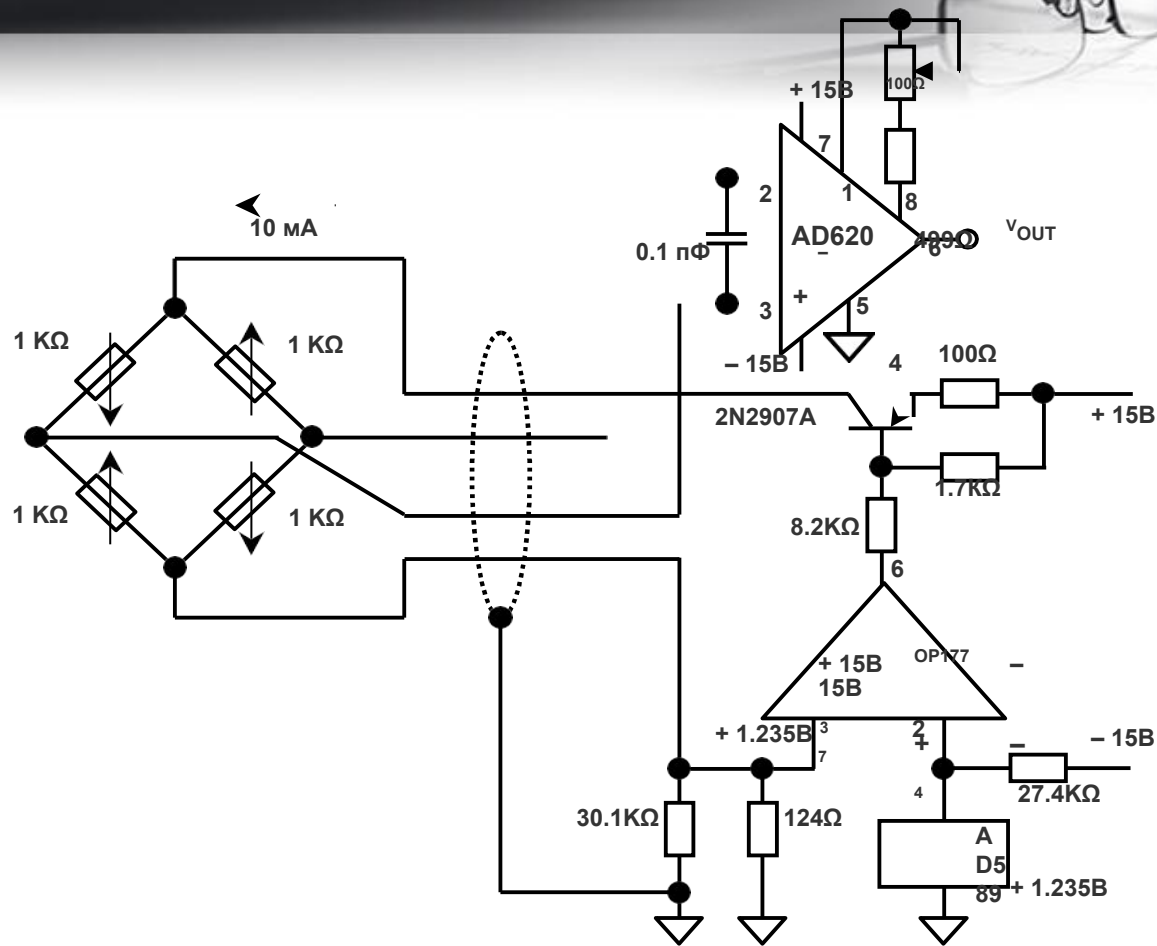 100Ω
+ 15В
7
2
1
8
10 мА
0.1 пФ
AD620
–
499Ω
6
VOUT
3
+
5
– 15В
4
100Ω
1 KΩ
1 KΩ
2N2907A
+ 15В
1.7KΩ
1 KΩ
1 KΩ
8.2KΩ
6
+ 15В
15В
OP177
–
+ 1.235В
3
2
7
+
–
– 15В
4
27.4KΩ
30.1KΩ
124Ω
A
D5
89
+ 1.235В